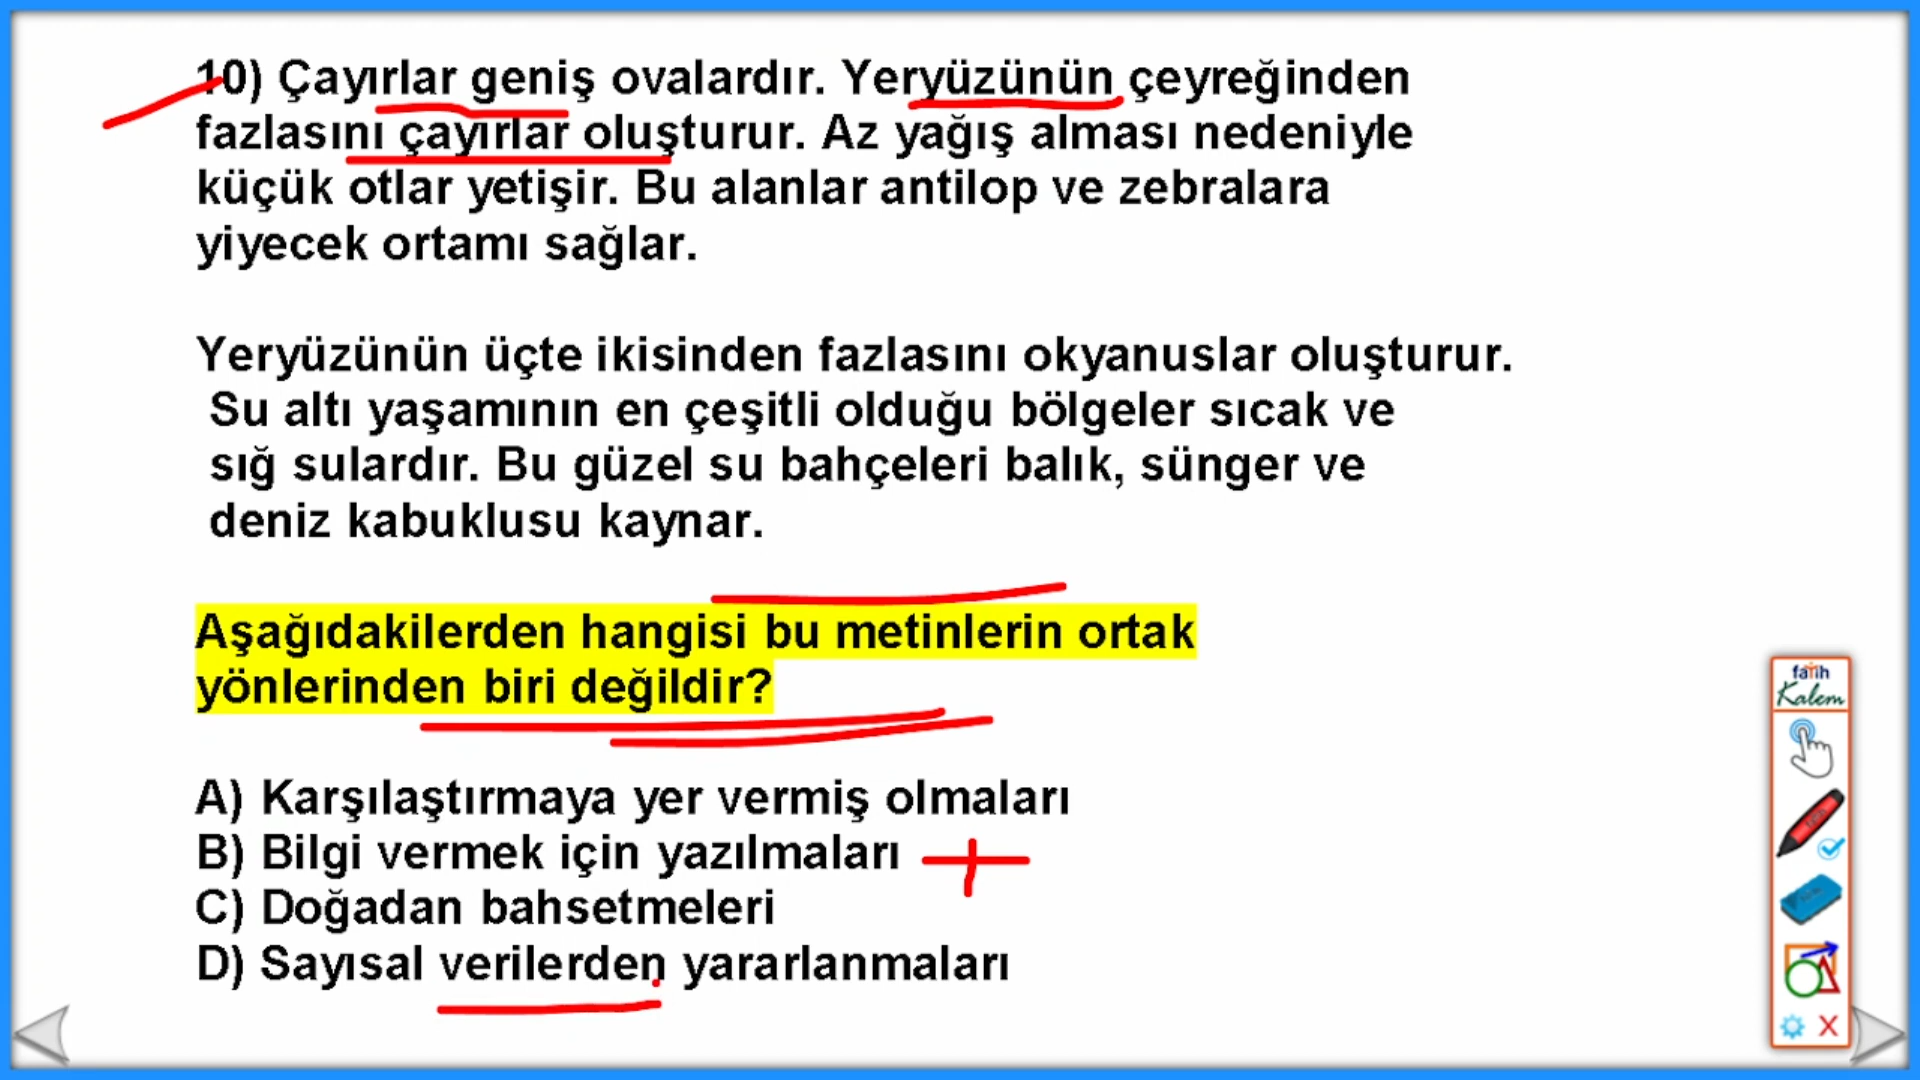 10) Çayırlar geniş ovalardır. Yeryüzünün çeyreğinden
fazlasını çayırlar oluşturur. Az yağış alması nedeniyle
küçük otlar yetişir. Bu alanlar antilop ve zebralara
yiyecek ortamı sağlar.
Yeryüzünün üçte ikisinden fazlasını okyanuslar oluşturur.
Su altı yaşamının en çeşitli olduğu bölgeler sıcak ve
sığ sulardır. Bu güzel su bahçeleri balık, sünger ve
deniz kabuklusu kaynar.
Aşağıdakilerden hangisi bu metinlerin ortak
yönlerinden biri değildir?
A) Karşılaştırmaya yer vermiş olmaları
B) Bilgi vermek için yazılmaları
C) Doğadan bahsetmeleri
D) Sayısal verilerden yararlanmaları
fatih
Kalem